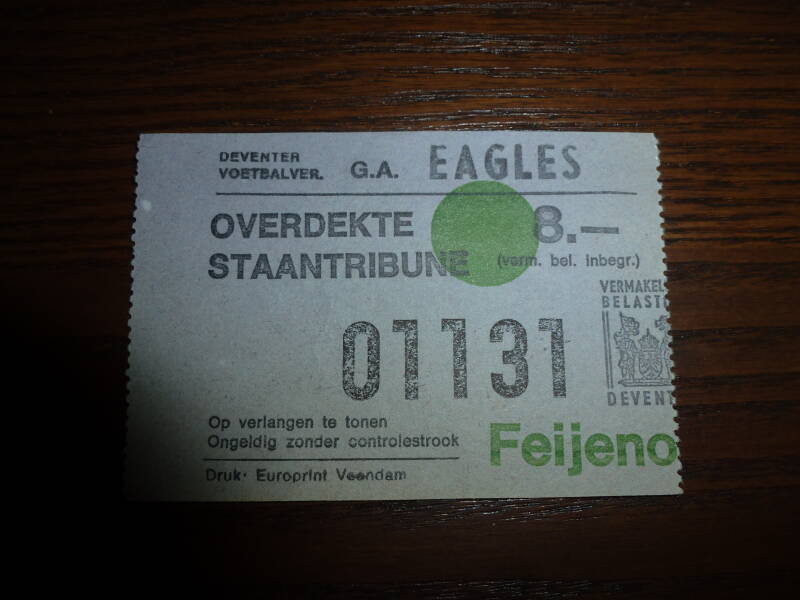 DEVENTER
VOETBALVER. G.A. EAGLES
OVERDEKTE 8.—
STAANTRIBUNE (verm. bel. inbegr.)
VERMAKEL
BELAST
01131
DEVENT
Op verlangen te tonen
Ongeldig zonder controlestrook
Feijeno
Druk· Europrint Veendam